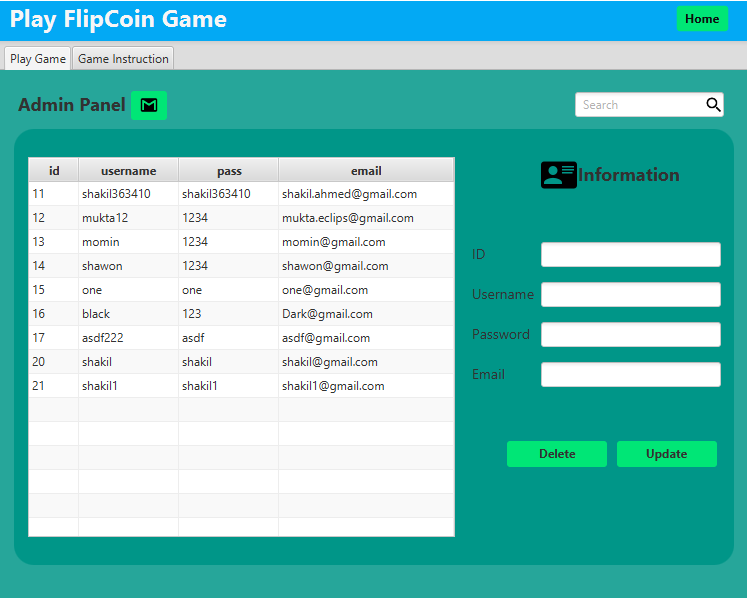 Play FlipCoin Game
Home
Play Game
Game Instruction
Admin Panel
Search
id username pass email
11 shakil363410 shakil363410 shakil.ahmed@gmail.com
12 mukta12 1234 mukta.eclips@gmail.com
13 momin 1234 momin@gmail.com
14 shawon 1234 shawon@gmail.com
15 one one one@gmail.com
16 black 123 Dark@gmail.com
17 asdf222 asdf asdf@gmail.com
20 shakil shakil shakil@gmail.com
21 shakil1 shakil1 shakil1@gmail.com
Information
ID
Username
Password
Email
Delete
Update